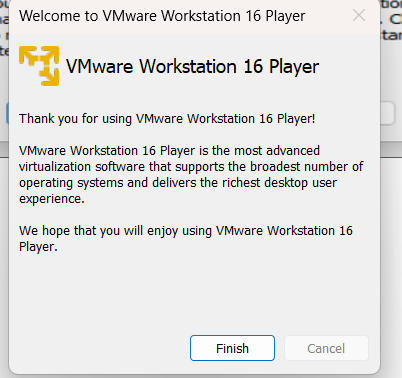 Welcome to VMware Workstation 16 Player
VMware Workstation 16 Player
Thank you for using VMware Workstation 16 Player!
VMware Workstation 16 Player is the most advanced
virtualization software that supports the broadest number of
operating systems and delivers the richest desktop user
experience.
We hope that you will enjoy using VMware Workstation 16
Player.
Finish
Cancel